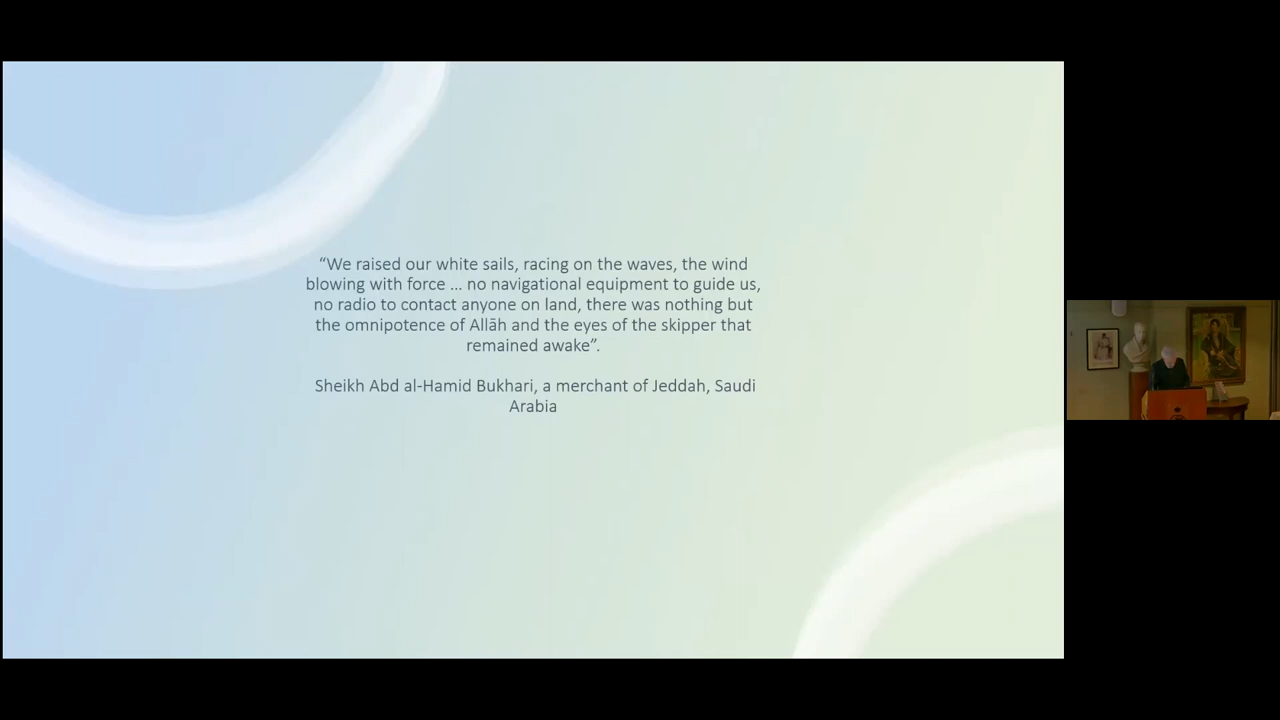 “We raised our white sails, racing on the waves, the wind
blowing with force … no navigational equipment to guide us,
no radio to contact anyone on land, there was nothing but
the omnipotence of Allāh and the eyes of the skipper that
remained awake”.
Sheikh Abd al-Hamid Bukhari, a merchant of Jeddah, Saudi
Arabia